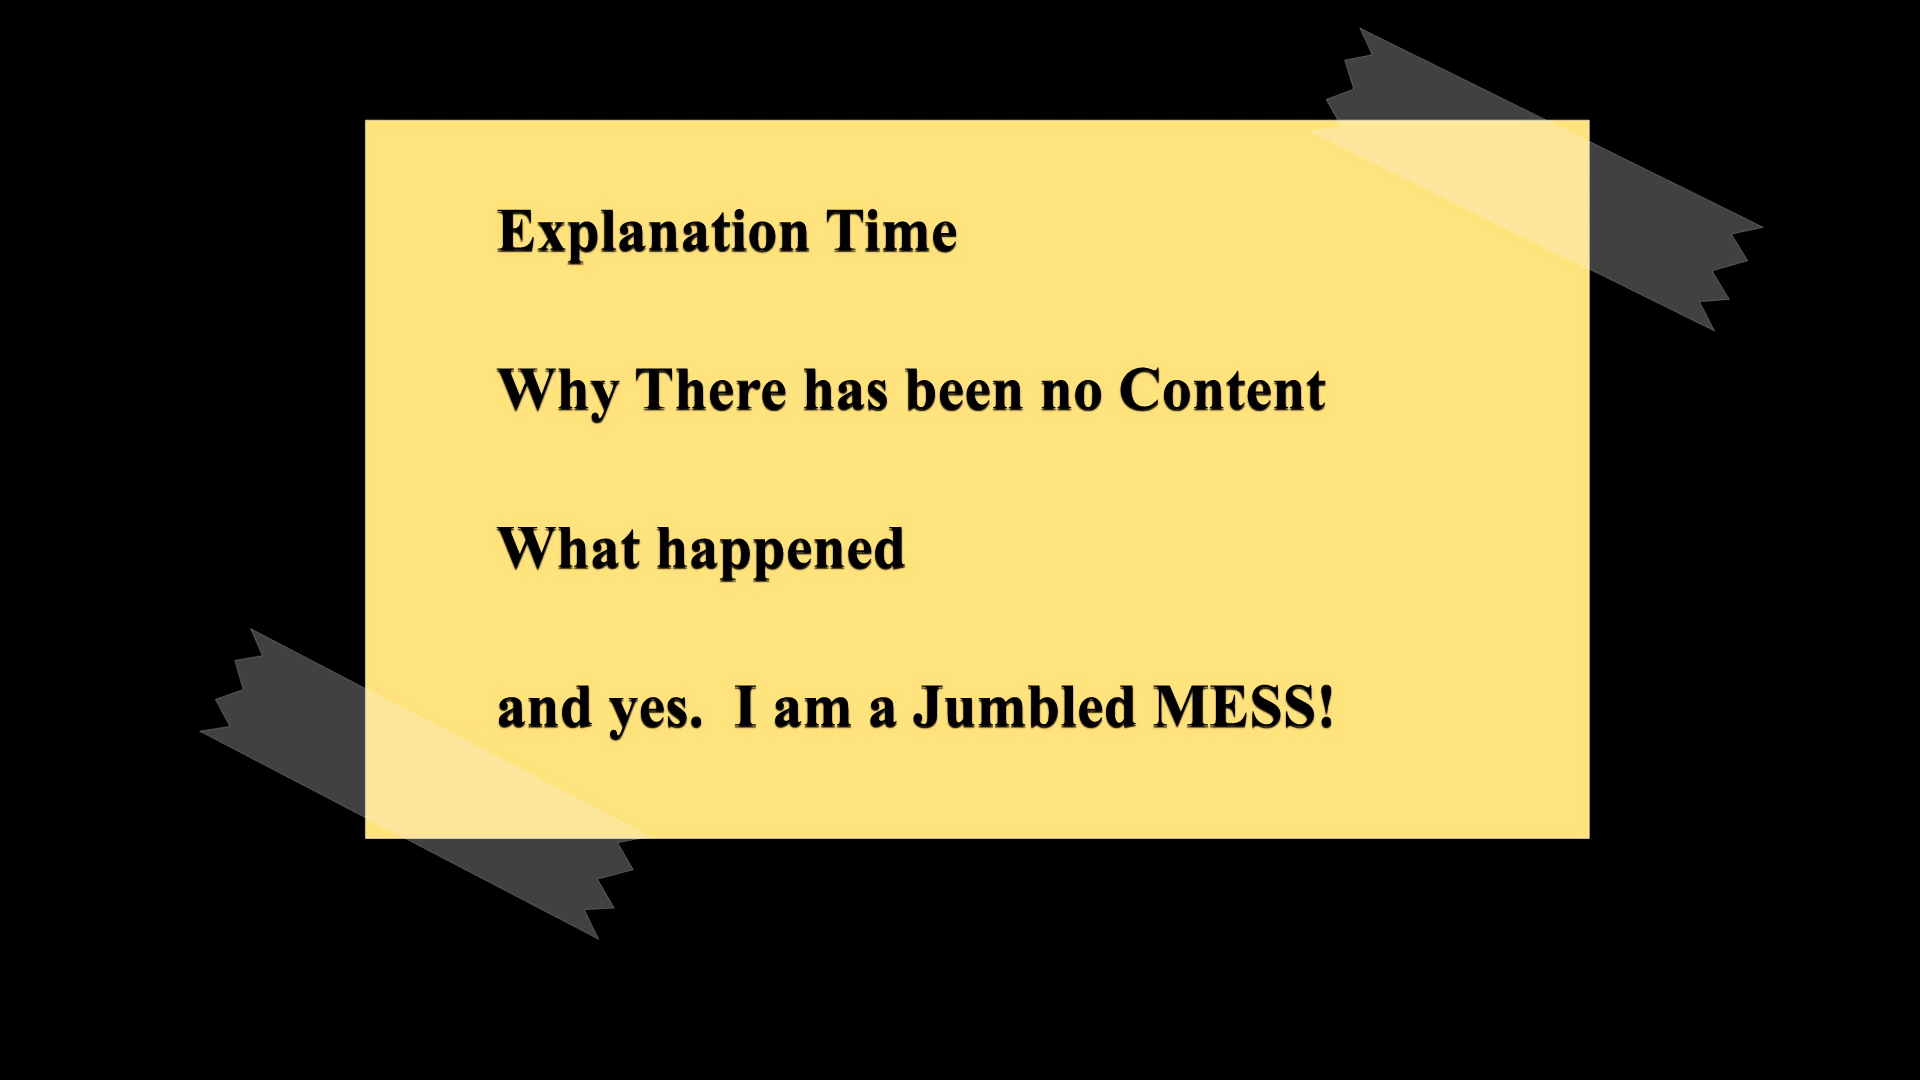 Explanation Time
Why There has been no Content
What happened
and yes.  I am a Jumbled MESS!